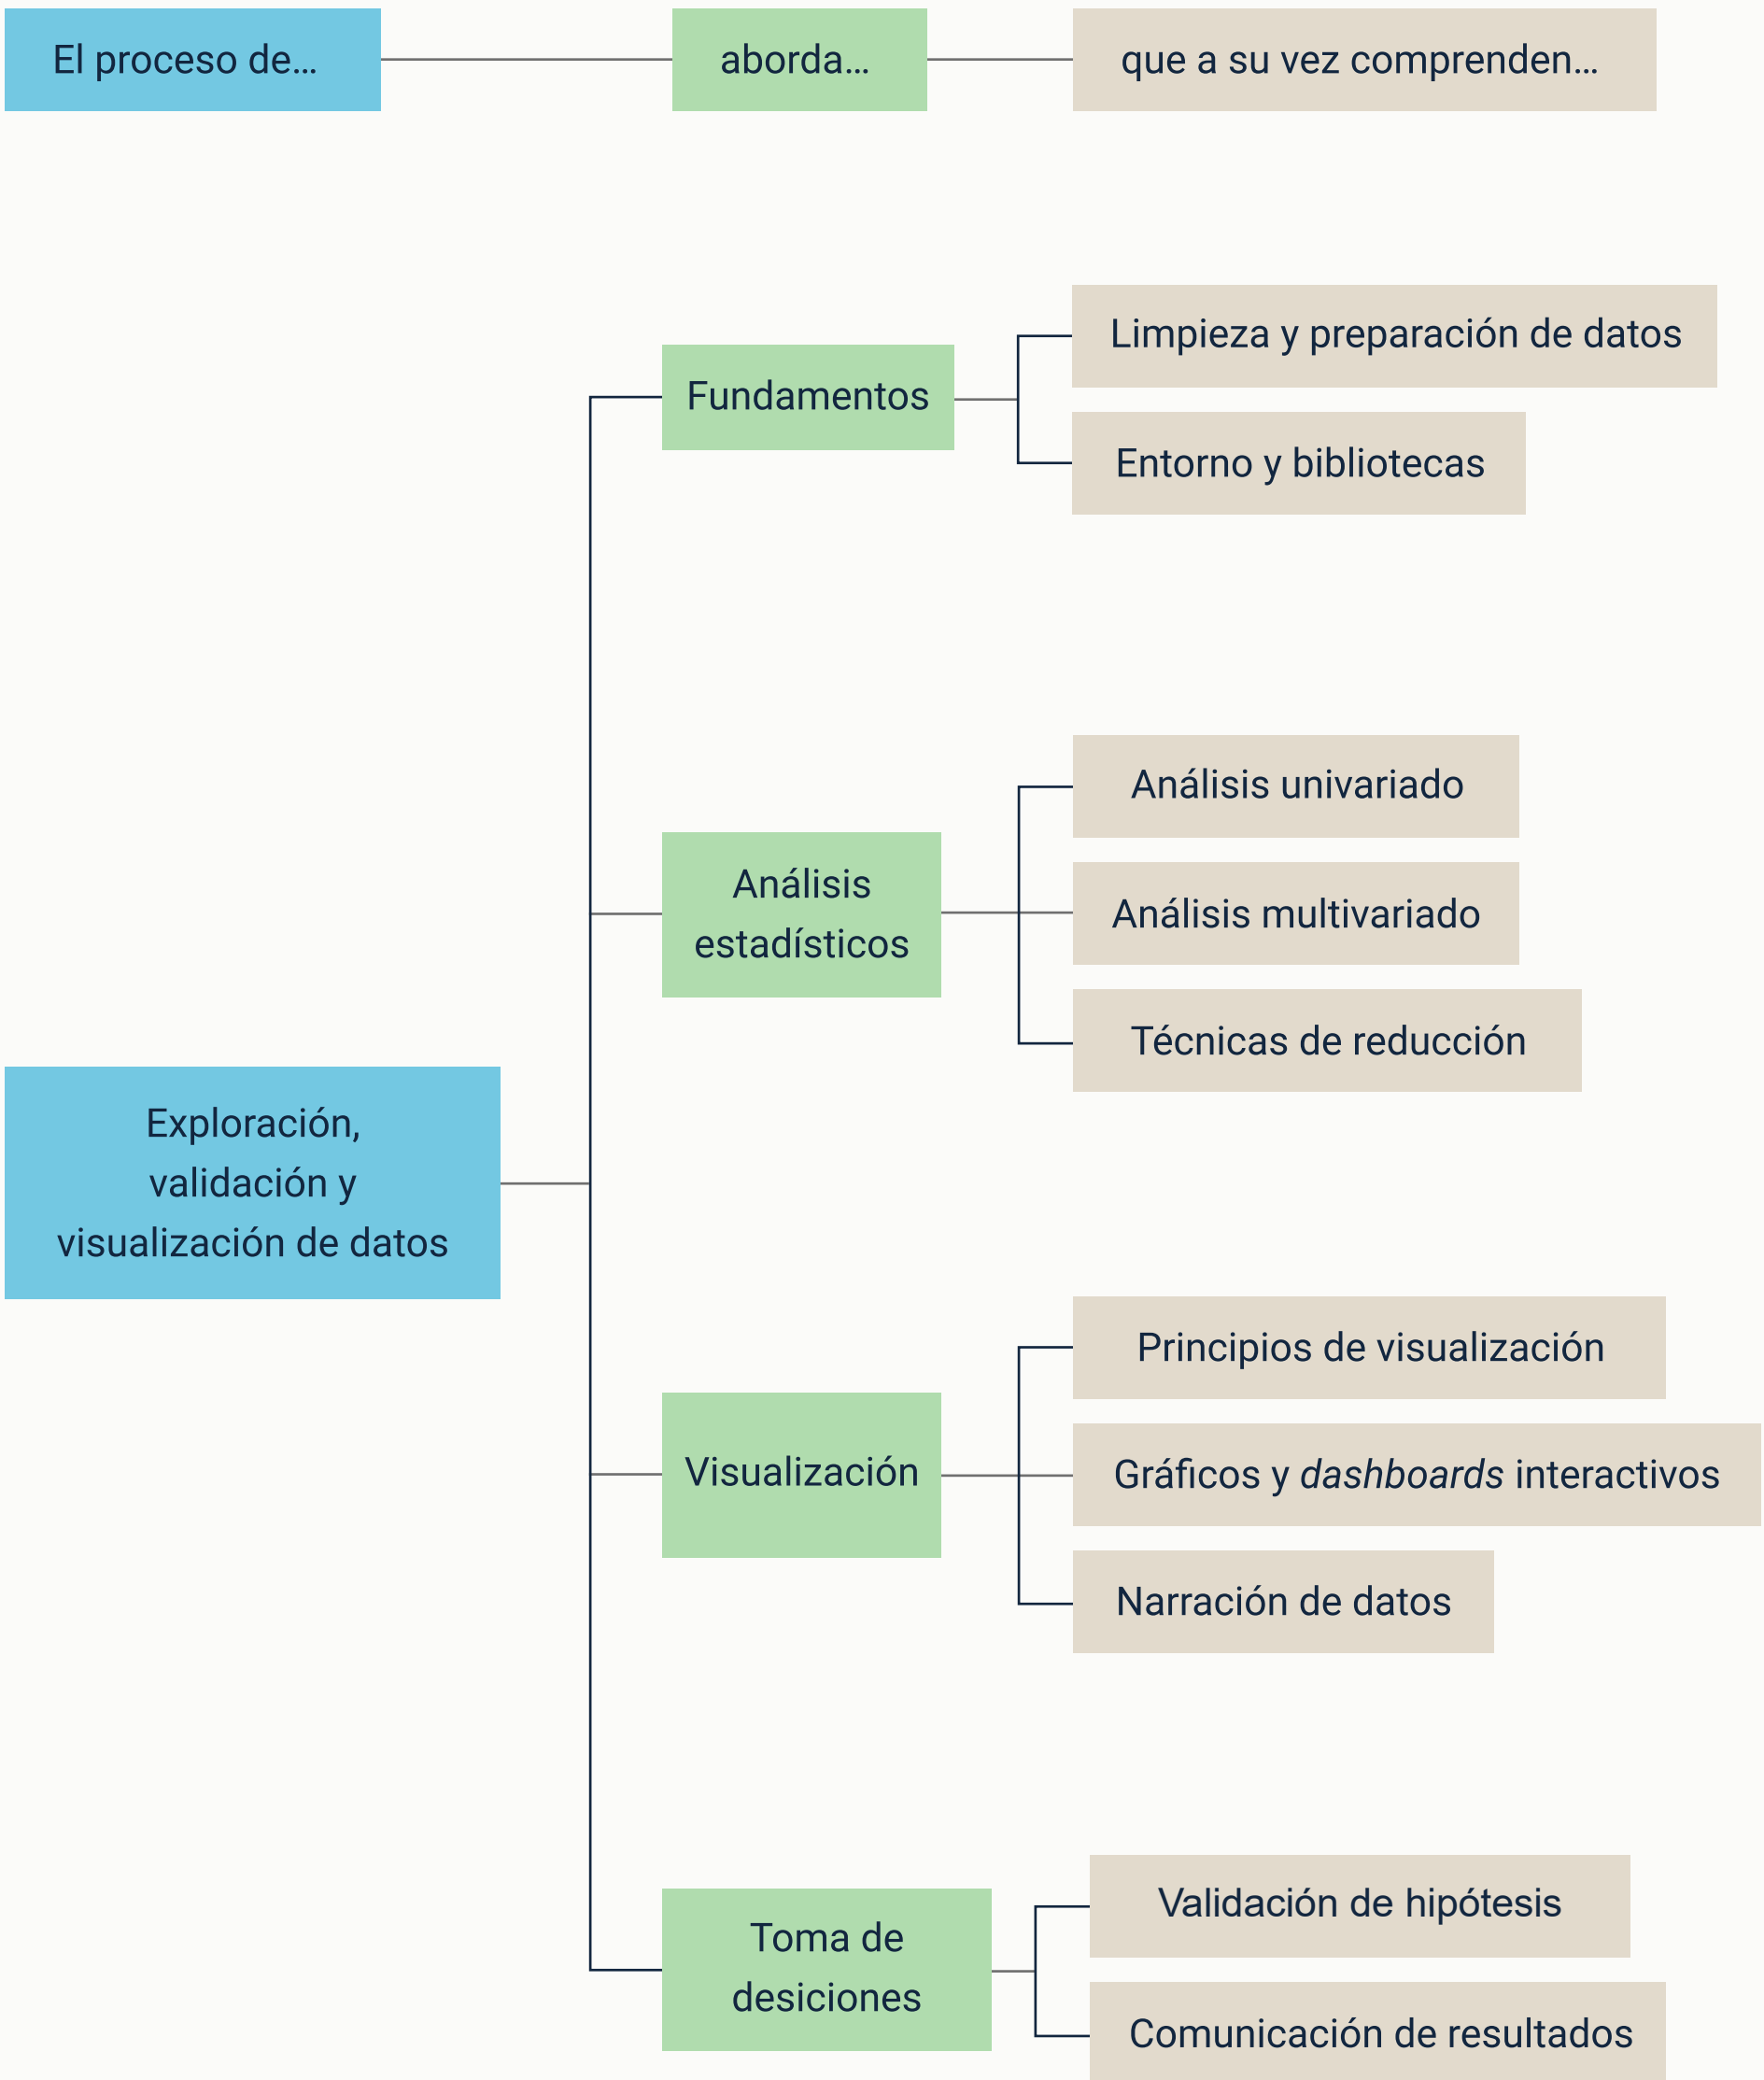 El proceso de...
aborda...
que a su vez comprenden...
Fundamentos
Limpieza y preparación de datos
Entorno y bibliotecas
Análisis
estadísticos
Análisis univariado
Análisis multivariado
Técnicas de reducción
Exploración,
validación y
visualización de datos
Visualización
Principios de visualización
Gráficos y dashboards interactivos
Narración de datos
Toma de
desiciones
Validación de hipótesis
Comunicación de resultados